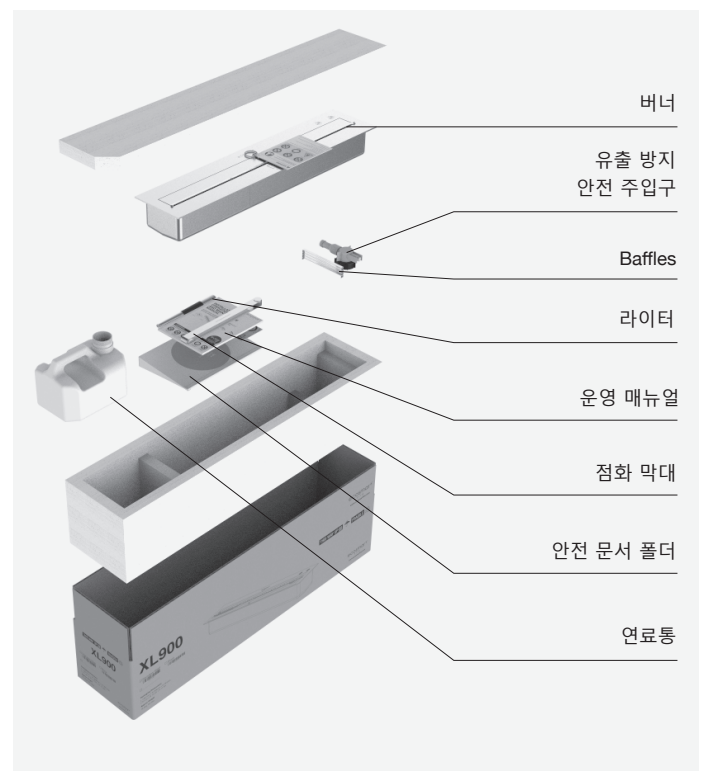 버너
유출 방지
안전 주입구
Baffles
라이터
운영 매뉴얼
점화 막대
안전 문서 폴더
연료통
XL900
XL900